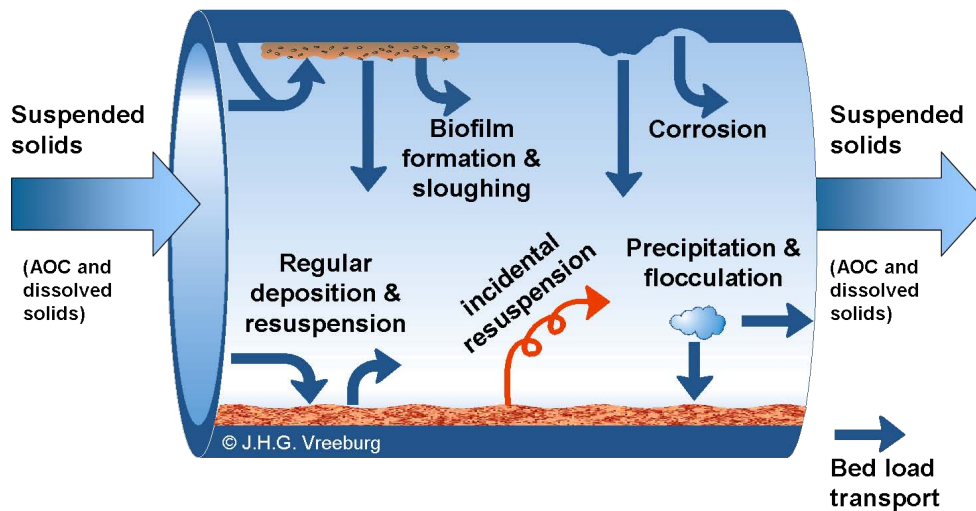 Suspended
solids
(AOC and
dissolved
solids)
Biofilm
formation &
sloughing
Corrosion
Regular
deposition &
resuspension
incidental
resuspension
Precipitation &
flocculation
Suspended
solids
(AOC and
dissolved
solids)
© J.H.G. Vreeburg
Bed load
transport